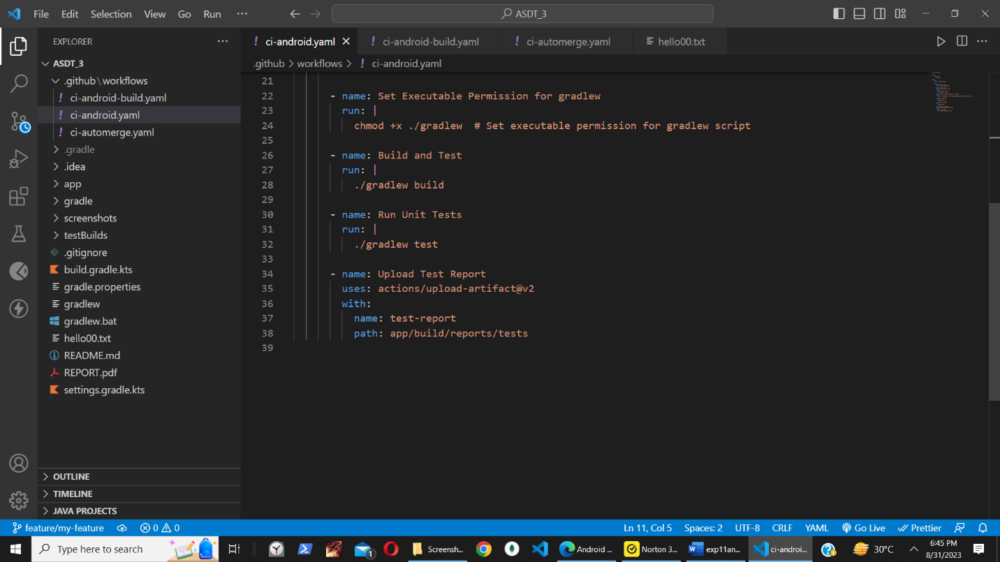 File Edit Selection View Go Run ··· ASDT_3
EXPLORER ···
ci-android.yaml
ci-android-build.yaml
ci-automerge.yaml
hello00.txt
.github > workflows > ci-android.yaml
ASDT_3
.github\workflows
ci-android-build.yaml
ci-android.yaml
ci-automerge.yaml
.gradle
.idea
app
gradle
screenshots
testBuilds
.gitignore
build.gradle.kts
gradle.properties
gradlew
gradlew.bat
hello00.txt
README.md
REPORT.pdf
settings.gradle.kts
OUTLINE
TIMELINE
JAVA PROJECTS
21
22 - name: Set Executable Permission for gradlew
23 run: |
24 chmod +x ./gradlew # Set executable permission for gradlew script
25
26 - name: Build and Test
27 run: |
28 ./gradlew build
29
30 - name: Run Unit Tests
31 run: |
32 ./gradlew test
33
34 - name: Upload Test Report
35 uses: actions/upload-artifact@v2
36 with:
37 name: test-report
38 path: app/build/reports/tests
39
feature/my-feature 0 0 Ln 11, Col 5 Spaces: 2 UTF-8 CRLF YAML Go Live Prettier
Type here to search 1 Screensh... Android ... Norton 3... exp11an... ci-androi... 30°C 6:45 PM
8/31/2023